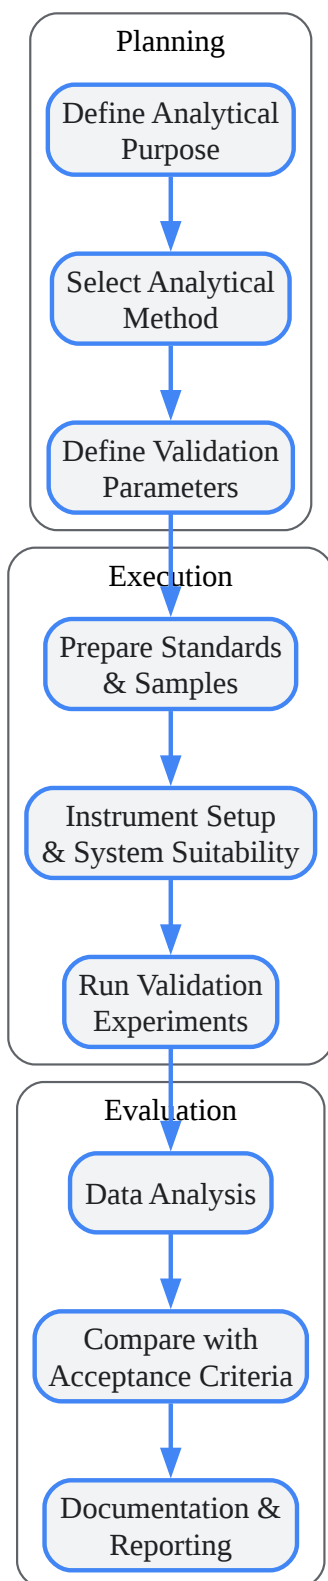 Planning
Define Analytical
Purpose
Select Analytical
Method
Define Validation
Parameters
Execution
Prepare Standards
& Samples
Instrument Setup
& System Suitability
Run Validation
Experiments
Evaluation
Data Analysis
Compare with
Acceptance Criteria
Documentation &
Reporting